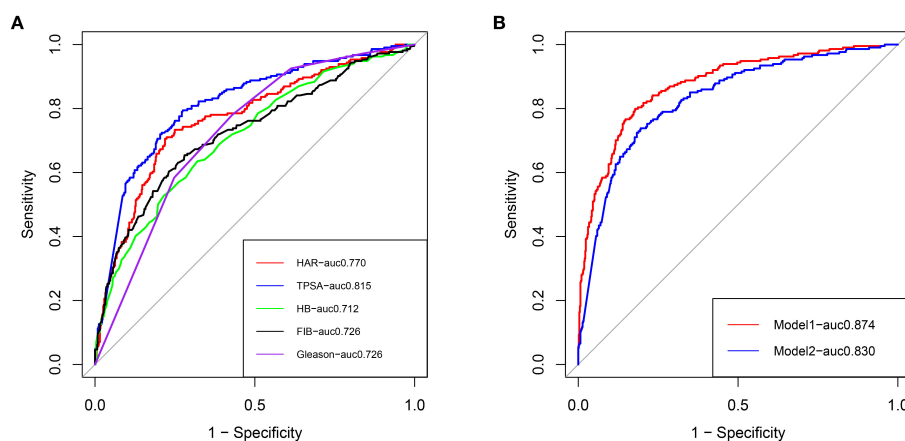 A
1.0
0.8
0.6
0.4
0.2
0.0
Sensitivity
HAR−auc0.770
TPSA−auc0.815
HB−auc0.712
FIB−auc0.726
Gleason−auc0.726
0.0 0.5 1.0
1 − Specificity
B
1.0
0.8
0.6
0.4
0.2
0.0
Sensitivity
Model1−auc0.874
Model2−auc0.830
0.0 0.5 1.0
1 − Specificity